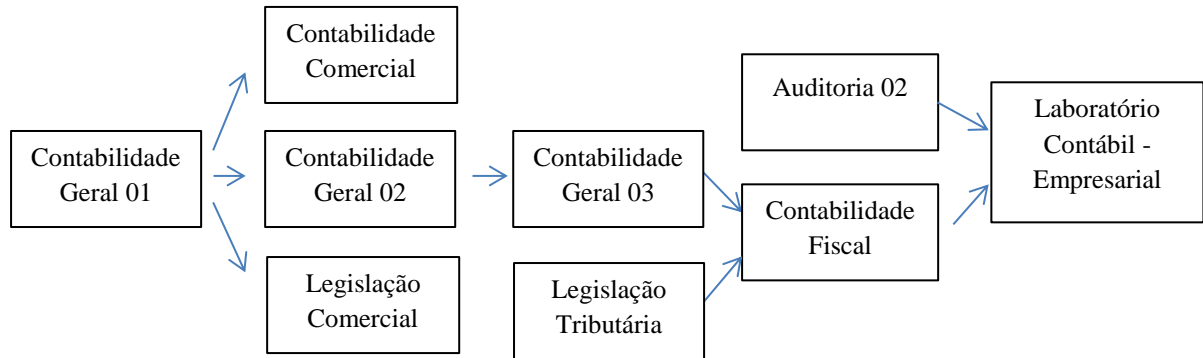 Contabilidade
Comercial
Auditoria 02
Laboratório
Contábil -
Empresarial
Contabilidade
Geral 01
Contabilidade
Geral 02
Contabilidade
Geral 03
Contabilidade
Fiscal
Legislação
Comercial
Legislação
Tributária